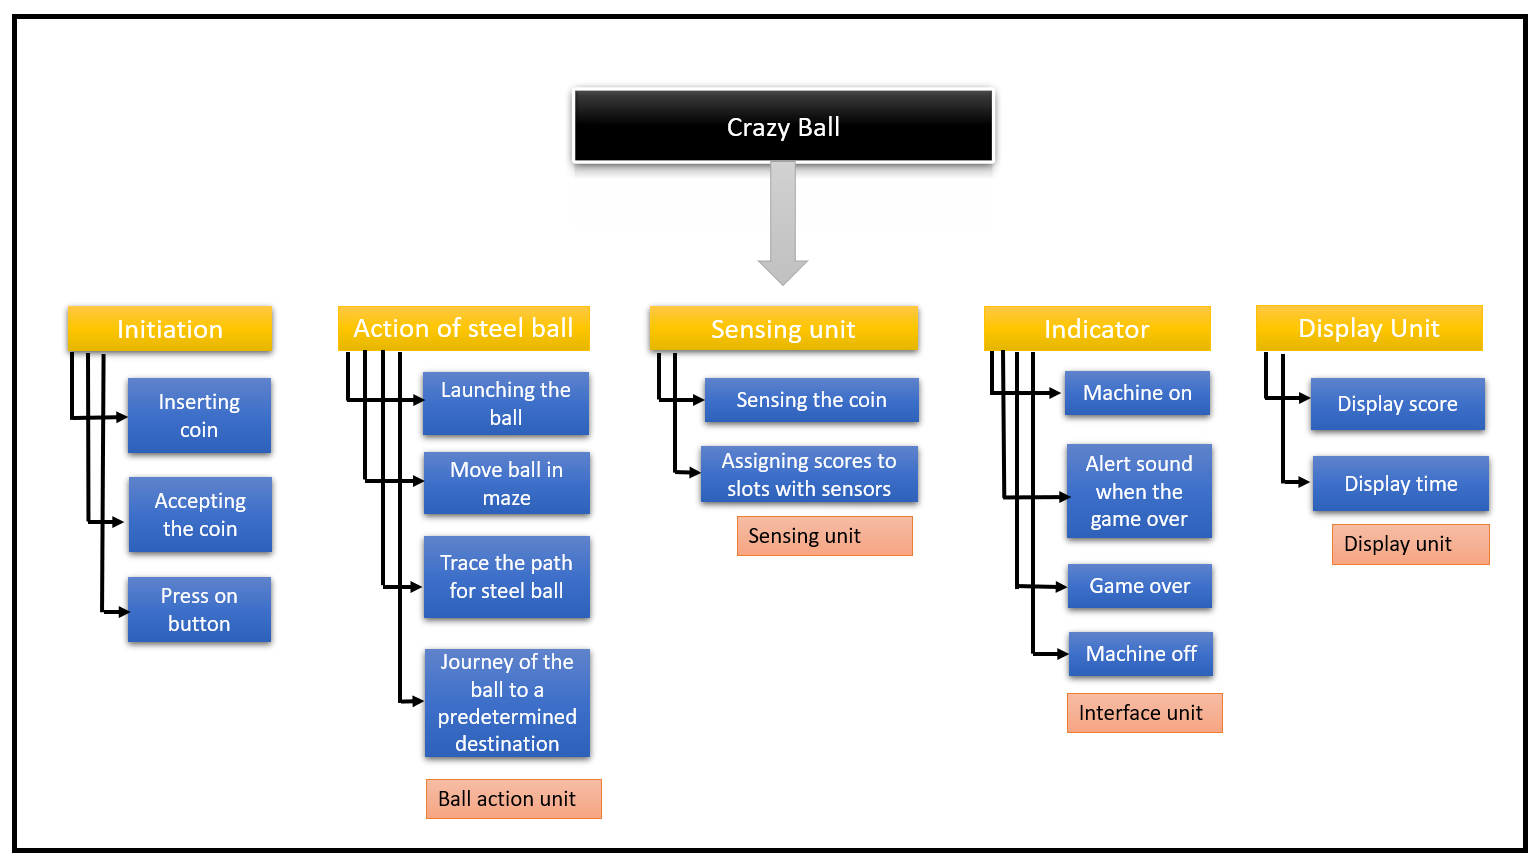 Crazy Ball
Initiation
Inserting
coin
Accepting
the coin
Press on
button
Action of steel ball
Launching the
ball
Move ball in
maze
Trace the path
for steel ball
Journey of the
ball to a
predetermined
destination
Ball action unit
Sensing unit
Sensing the coin
Assigning scores to
slots with sensors
Sensing unit
Indicator
Machine on
Alert sound
when the
game over
Game over
Machine off
Interface unit
Display Unit
Display score
Display time
Display unit